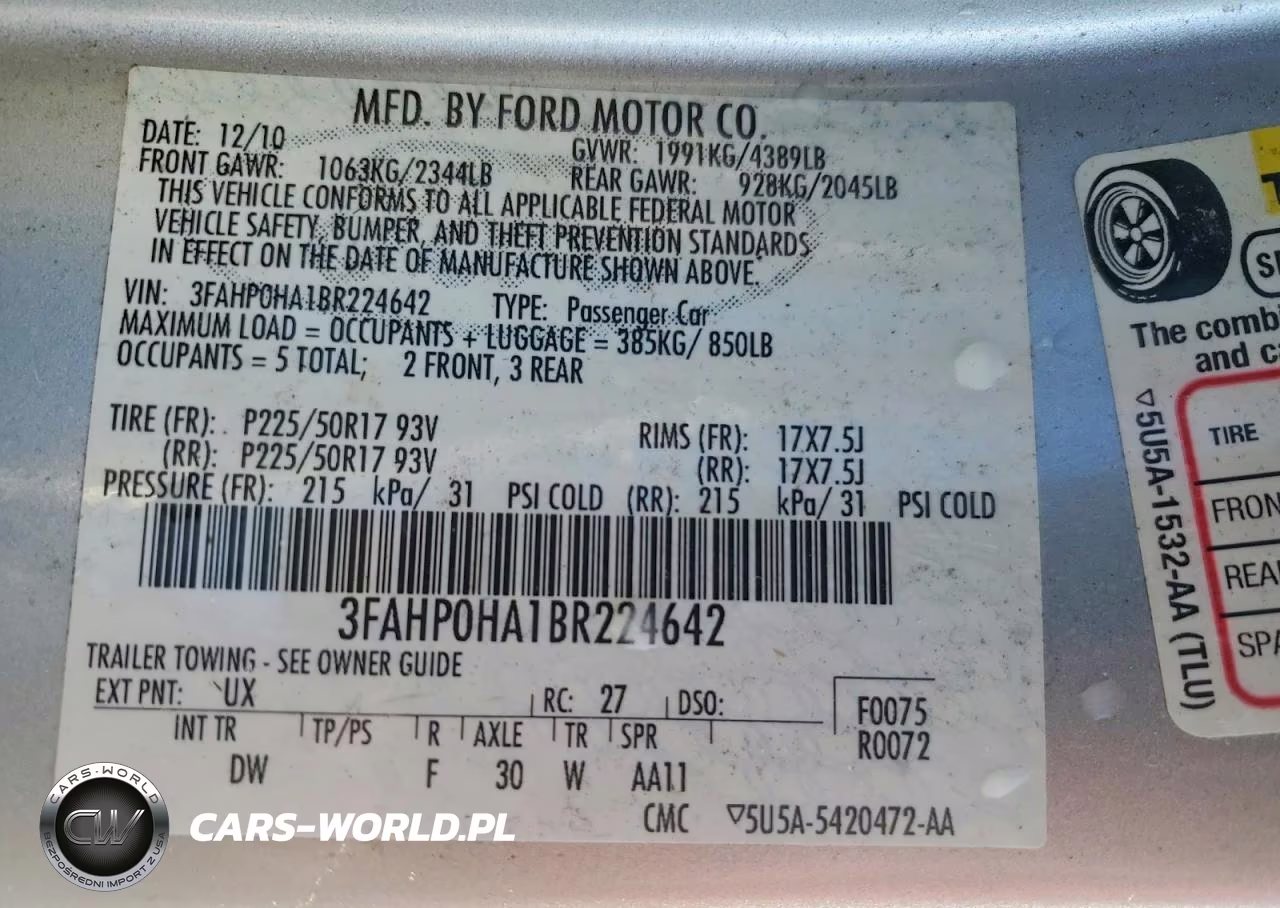 MFD. BY FORD MOTOR CO.
DATE: 12/10 GVWR: 1991KG/4389LB
FRONT GAWR: 1063KG/2344LB REAR GAWR: 928KG/2045LB
THIS VEHICLE CONFORMS TO ALL APPLICABLE FEDERAL MOTOR
VEHICLE SAFETY, BUMPER, AND THEFT PREVENTION STANDARDS
IN EFFECT ON THE DATE OF MANUFACTURE SHOWN ABOVE.
VIN: 3FAHP0HA1BR224642 TYPE: Passenger Car
MAXIMUM LOAD = OCCUPANTS + LUGGAGE = 385KG/ 850LB
OCCUPANTS = 5 TOTAL; 2 FRONT, 3 REAR
TIRE (FR): P225/50R17 93V RIMS (FR): 17X7.5J
(RR): P225/50R17 93V (RR): 17X7.5J
PRESSURE (FR): 215 kPa/ 31 PSI COLD (RR): 215 kPa/ 31 PSI COLD
3FAHP0HA1BR224642
TRAILER TOWING - SEE OWNER GUIDE
EXT PNT: UX RC: 27 DSO:
F0075
R0072
INT TR TP/PS R AXLE TR SPR
DW F 30 W AA11
CMC ▽5U5A-5420472-AA
The
and
TIRE
▽5U5A-1532-AA (TLU)
CARS-WORLD
CW
BEZPOŚREDNI IMPORT Z USA
CARS-WORLD.PL